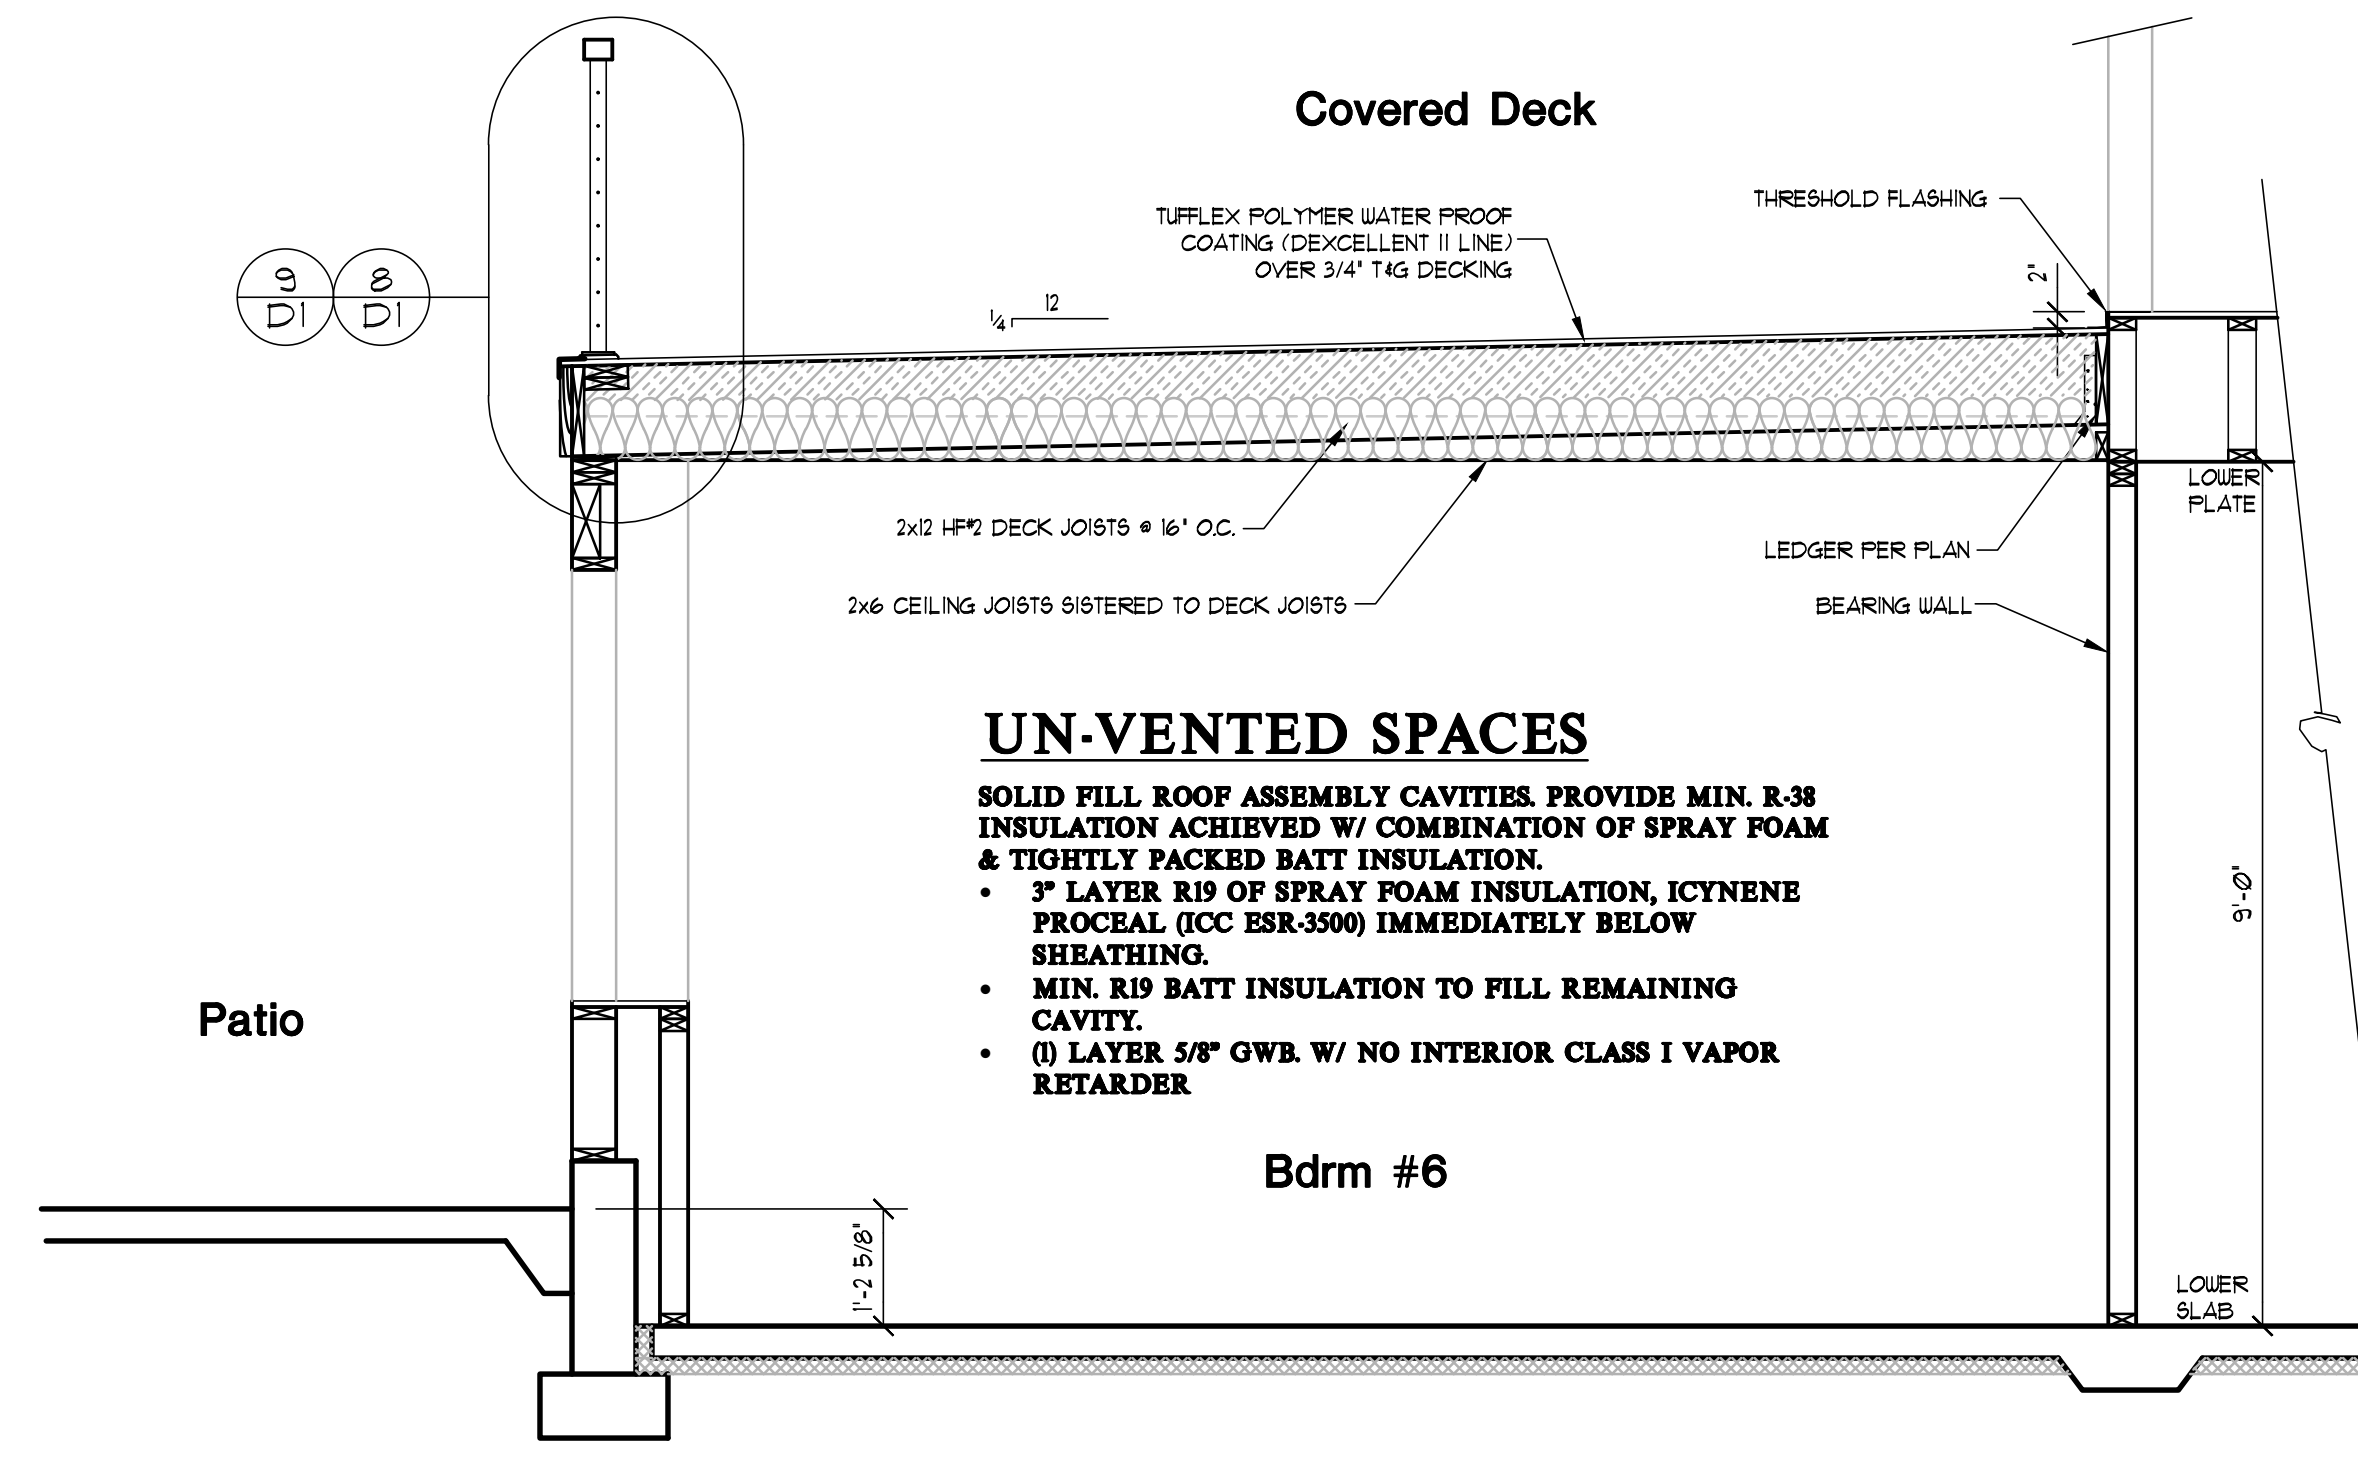 Covered Deck
THRESHOLD FLASHING
TUFFLEX POLYMER WATER PROOF
COATING (DEXCELLENT II LINE)
OVER 3/4" T&G DECKING
2"
9
D1
8
D1
12
1/4
LOWER
PLATE
2x12 HF#2 DECK JOISTS @ 16" O.C.
LEDGER PER PLAN
2x6 CEILING JOISTS SISTERED TO DECK JOISTS
BEARING WALL
UN-VENTED SPACES
SOLID FILL ROOF ASSEMBLY CAVITIES. PROVIDE MIN. R-38
INSULATION ACHIEVED W/ COMBINATION OF SPRAY FOAM
& TIGHTLY PACKED BATT INSULATION.
• 3" LAYER R19 OF SPRAY FOAM INSULATION, ICYNENE
PROCEAL (ICC ESR-3500) IMMEDIATELY BELOW
SHEATHING.
• MIN. R19 BATT INSULATION TO FILL REMAINING
CAVITY.
• (1) LAYER 5/8" GWB. W/ NO INTERIOR CLASS I VAPOR
RETARDER
9'-0"
Patio
Bdrm #6
1'-2 5/8"
LOWER
SLAB